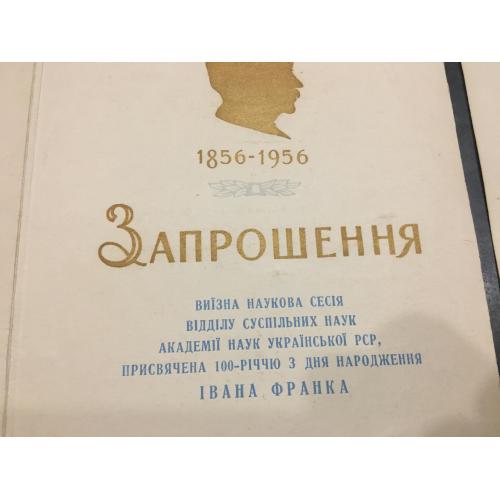 1856-1956
ЗАПРОШЕННЯ
ВИЇЗНА НАУКОВА СЕСІЯ
ВІДДІЛУ СУСПІЛЬНИХ НАУК
АКАДЕМІЇ НАУК УКРАЇНСЬКОЇ РСР,
ПРИСВЯЧЕНА 100-РІЧЧЮ З ДНЯ НАРОДЖЕННЯ
ІВАНА ФРАНКА